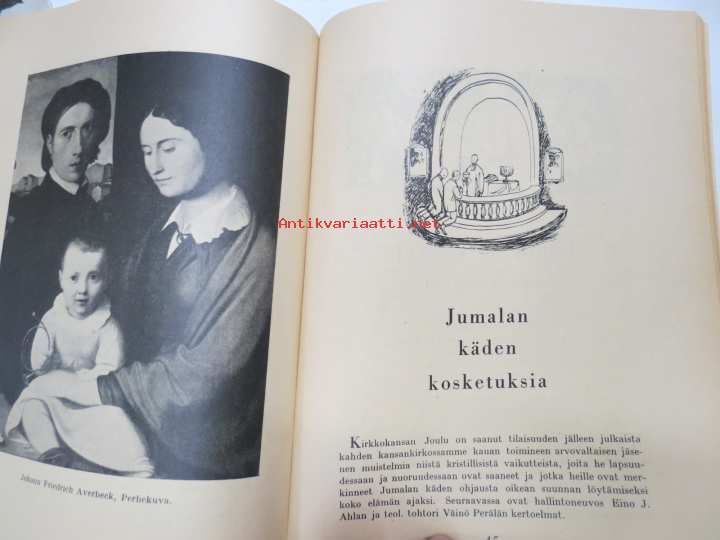 Johann Friedrich Averbeck, Perhekuva.
Antikvariaatti.net
Jumalan
käden
kosketuksia
Kirkkokansan Joulu on saanut tilaisuuden jälleen julkaista
kahden kansankirkossamme kauan toimineen arvovaltaisen jäse-
nen muistelmia niistä kristillisistä vaikutteista, joita he lapsuu-
dessaan ja nuoruudessaan ovat saaneet ja jotka heille ovat mer-
kinneet Jumalan käden ohjausta oikean suunnan löytämiseksi
koko elämän ajaksi. Seuraavassa ovat hallintoneuvos Eino J.
Ahlan ja teol. tohtori Väinö Perälän kertoelmat.